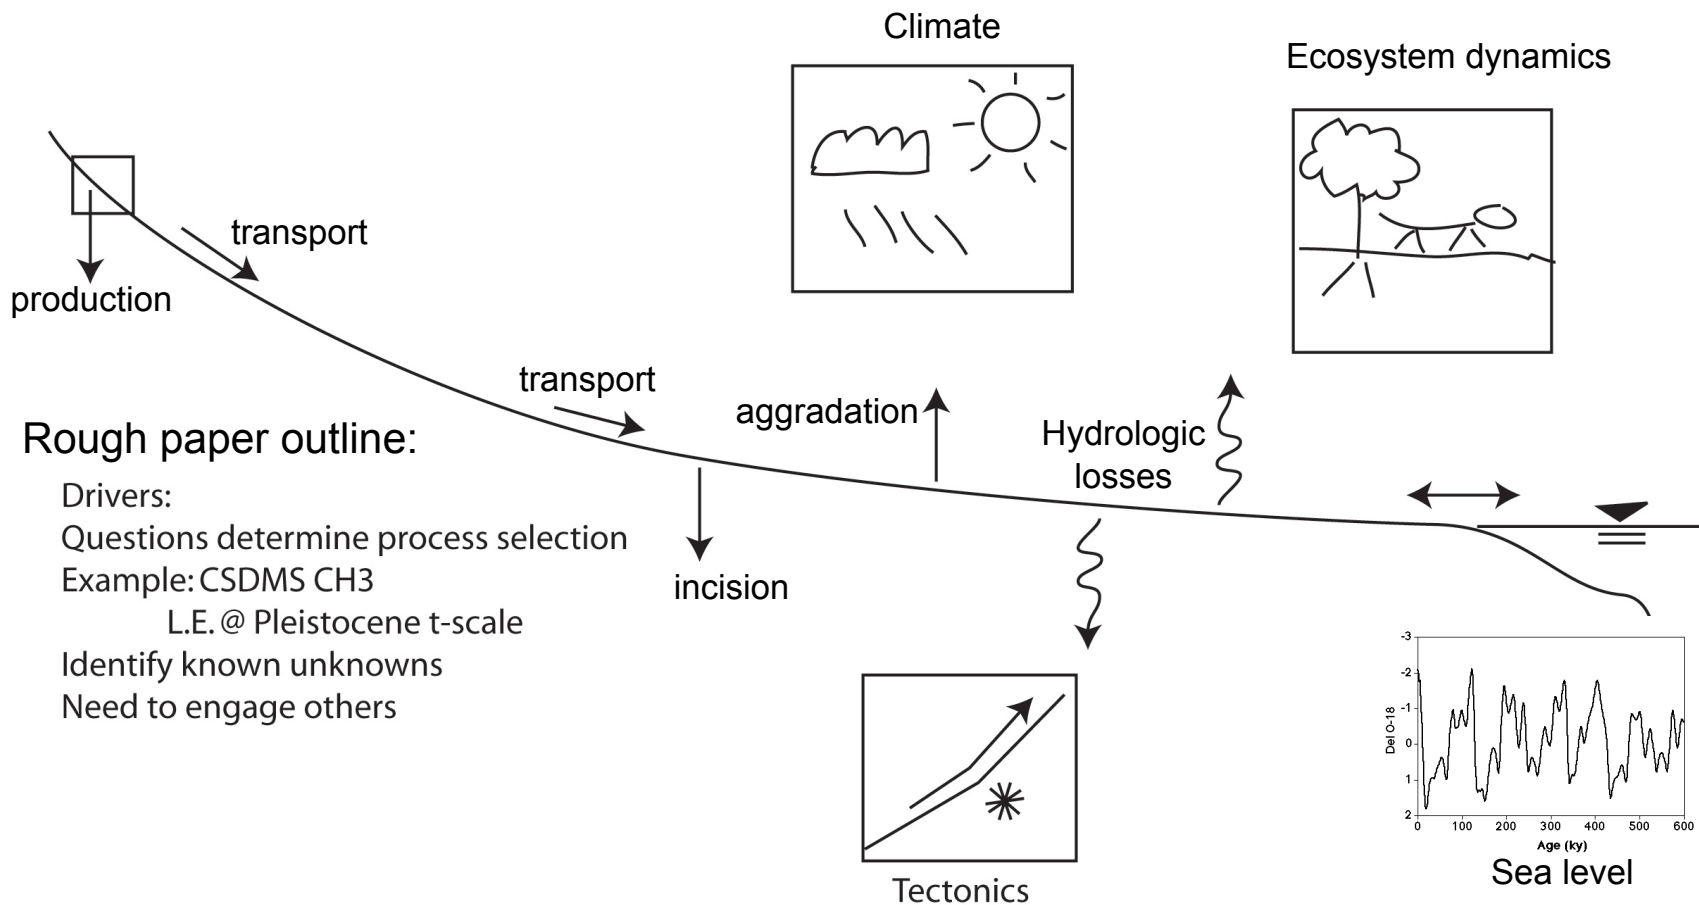 Climate
Ecosystem dynamics
transport
production
transport
aggradation
Hydrologic
losses
incision
Rough paper outline:
Drivers:
Questions determine process selection
Example: CSDMS CH3
L.E. @ Pleistocene t-scale
Identify known unknowns
Need to engage others
Tectonics
-3
-2
-1
0
1
2
Del O-18
0 100 200 300 400 500 600
Age (ky)
Sea level